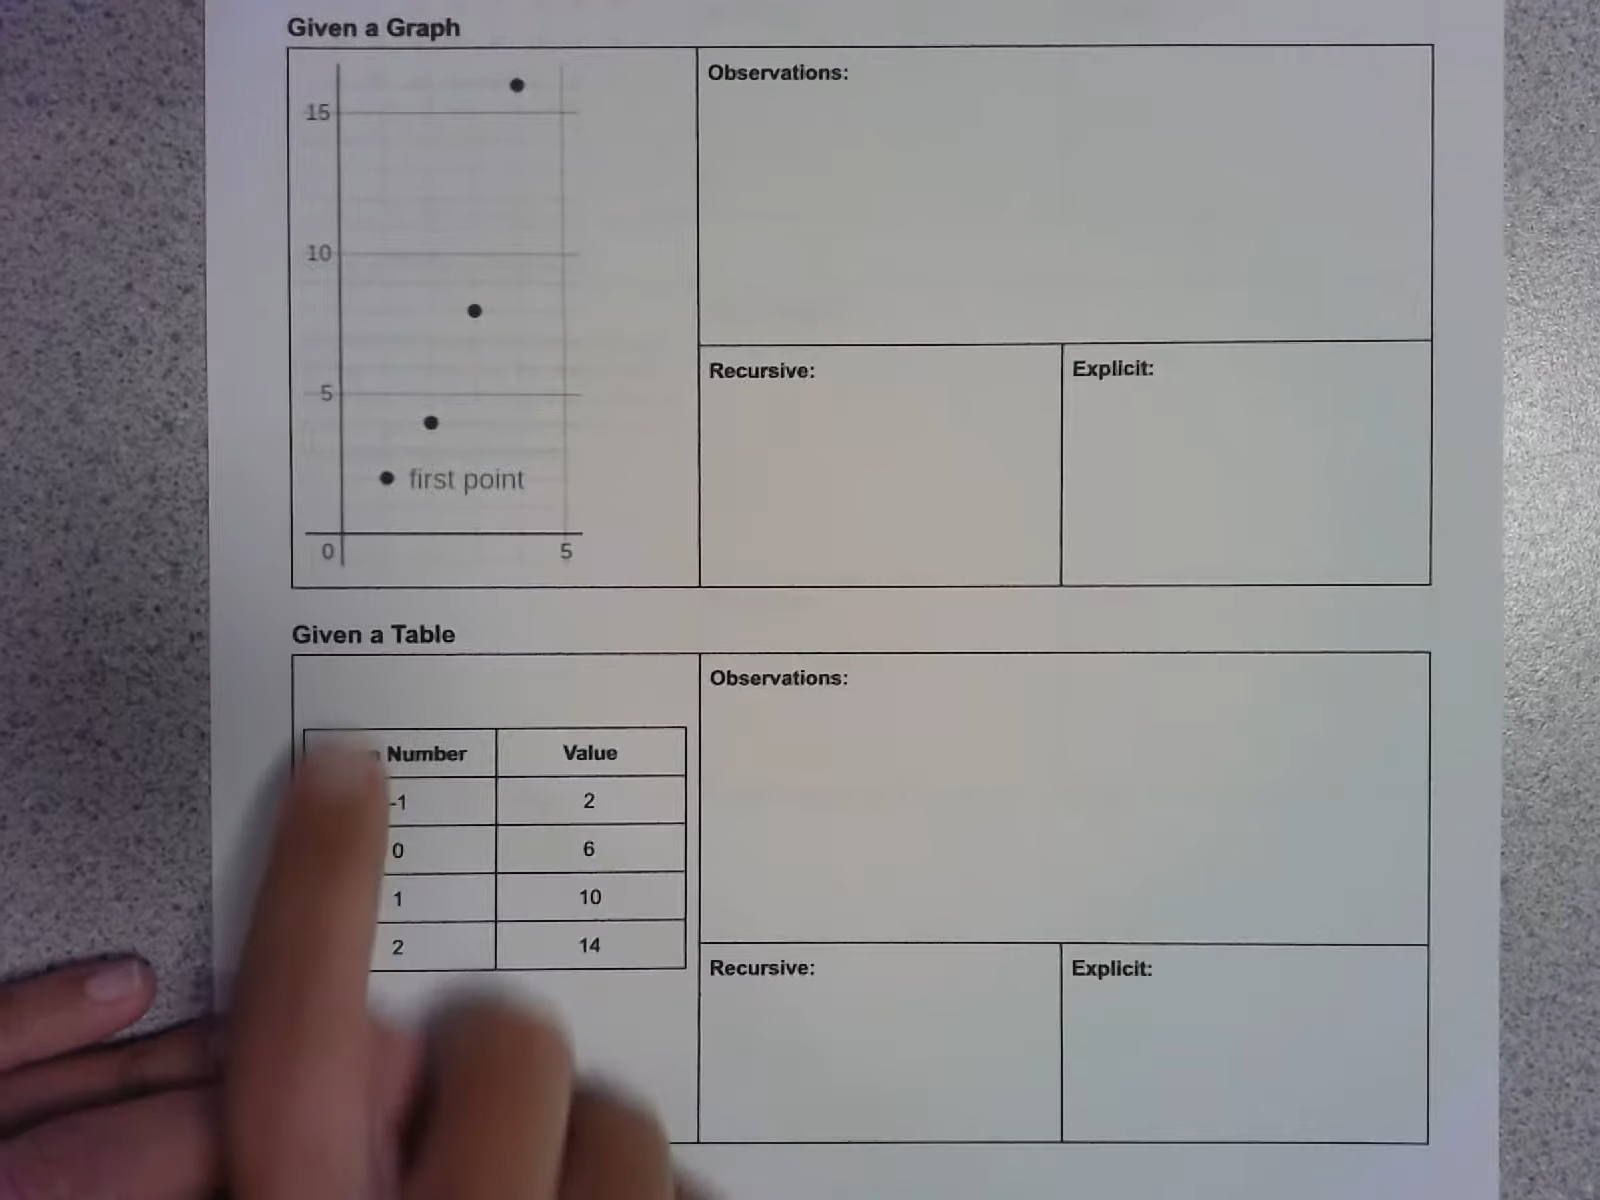 Given a Graph
Observations:
15
10
5
first point
0 5
Recursive: Explicit:
Given a Table
Observations:
Number Value
-1 2
0 6
1 10
2 14
Recursive: Explicit: